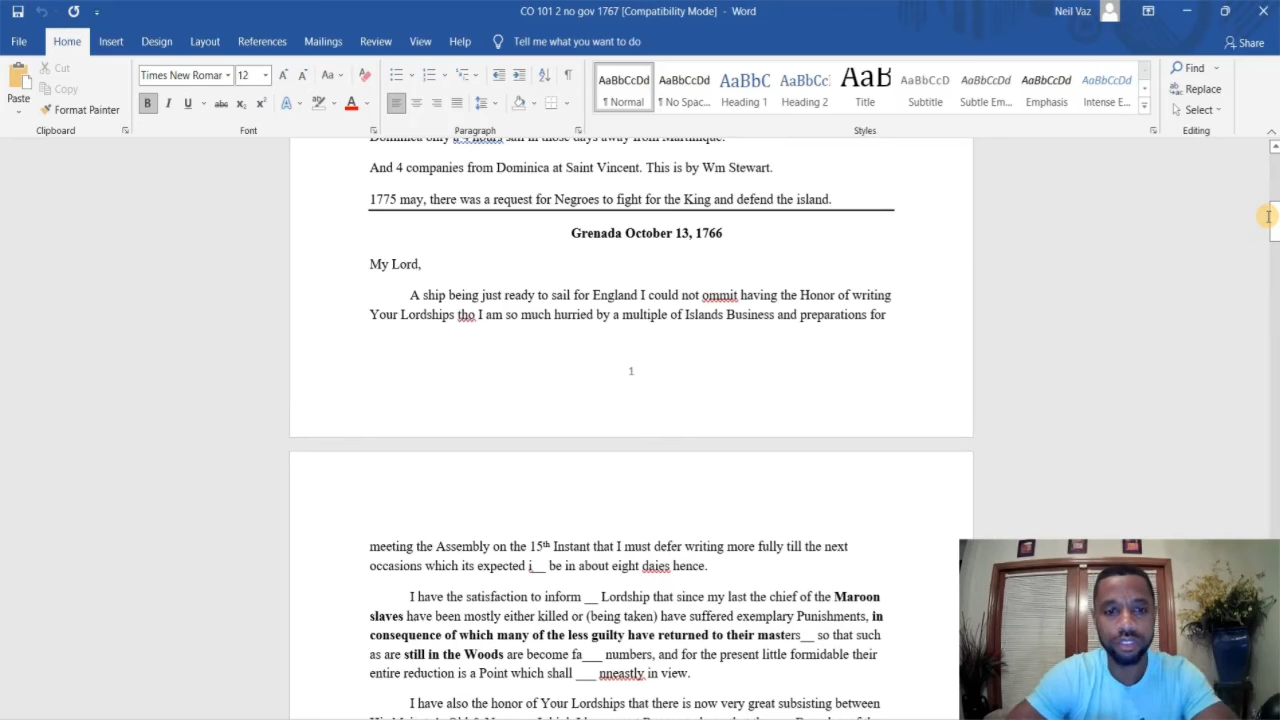 CO 101 2 no gov 1767 [Compatibility Mode] - Word
Neil Vaz
File Home Insert Design Layout References Mailings Review View Help Tell me what you want to do Share
Paste
Cut
Copy
Format Painter
Clipboard
Times New Romar 12
Font
Paragraph
AaBbCcDd AaBbCcDd AaBbC AaBbCc AaB AaBbCcD AaBbCcDd AaBbCcDd AaBbCcDd
¶ Normal ¶ No Spac... Heading 1 Heading 2 Title Subtitle Subtle Em... Emphasis Intense E...
Styles
Find
Replace
Select
Editing
Dominica only a 4 hours sail in those days away from Martinique.
And 4 companies from Dominica at Saint Vincent. This is by Wm Stewart.
1775 may, there was a request for Negroes to fight for the King and defend the island.
Grenada October 13, 1766
My Lord,
A ship being just ready to sail for England I could not ommit having the Honor of writing
Your Lordships tho I am so much hurried by a multiple of Islands Business and preparations for
1
meeting the Assembly on the 15th Instant that I must defer writing more fully till the next
occasions which its expected i__ be in about eight daies hence.
I have the satisfaction to inform __ Lordship that since my last the chief of the Maroon
slaves have been mostly either killed or (being taken) have suffered exemplary Punishments, in
consequence of which many of the less guilty have returned to their masters__ so that such
as are still in the Woods are become fa___ numbers, and for the present little formidable their
entire reduction is a Point which shall ___ nneastly in view.
I have also the honor of Your Lordships that there is now very great subsisting between